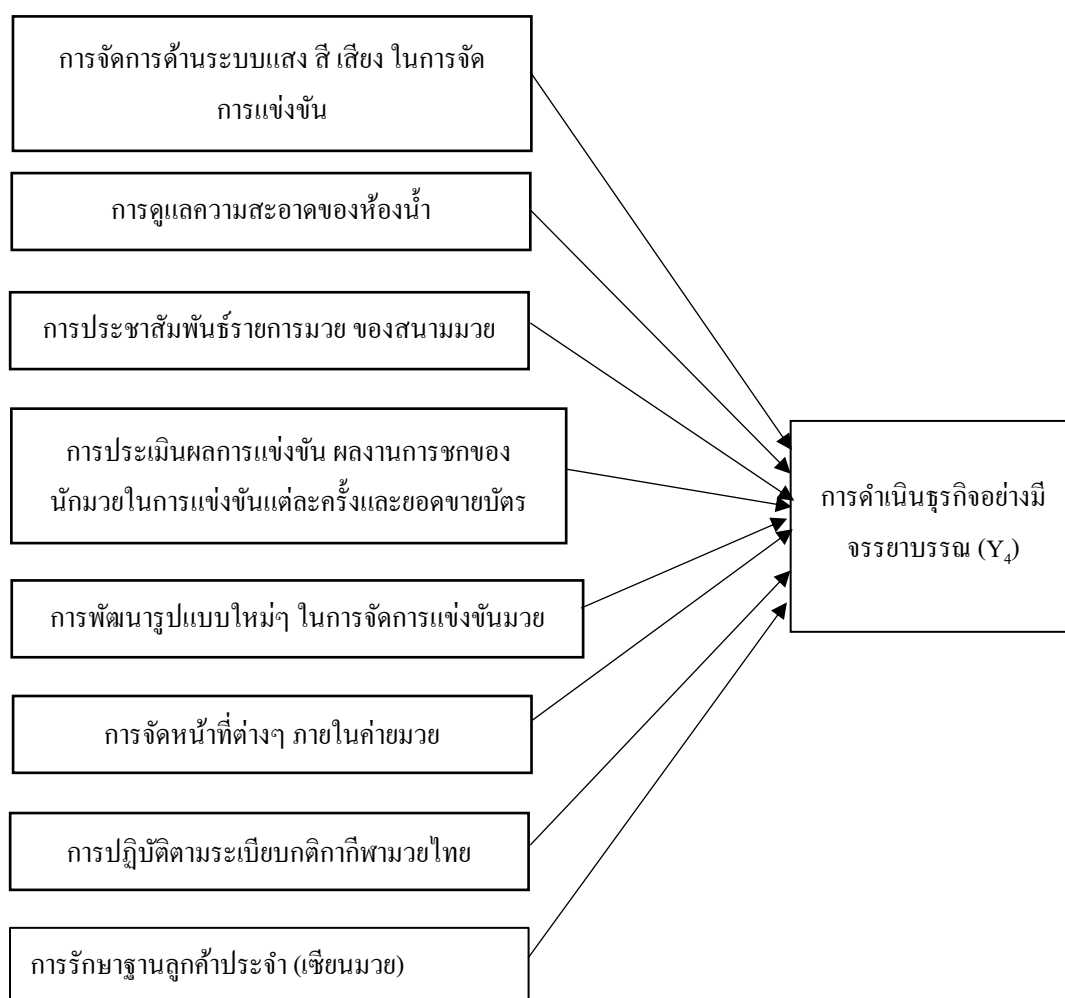 การจัดการด้านระบบแสง สี เสียง ในการจัด
การแข่งขัน
การดูแลความสะอาดของห้องน้ำ
การประชาสัมพันธ์รายการมวย ของสนามมวย
การประเมินผลการแข่งขัน ผลงานการชกของ
นักมวยในการแข่งขันแต่ละครั้งและยอดขายบัตร
การพัฒนารูปแบบใหม่ๆ ในการจัดการแข่งขันมวย
การจัดหน้าที่ต่างๆ ภายในค่ายมวย
การปฏิบัติตามระเบียบกติกากีฬามวยไทย
การรักษาฐานลูกค้าประจำ (เซียนมวย)
การดำเนินธุรกิจอย่างมี
จรรยาบรรณ (Y₄)